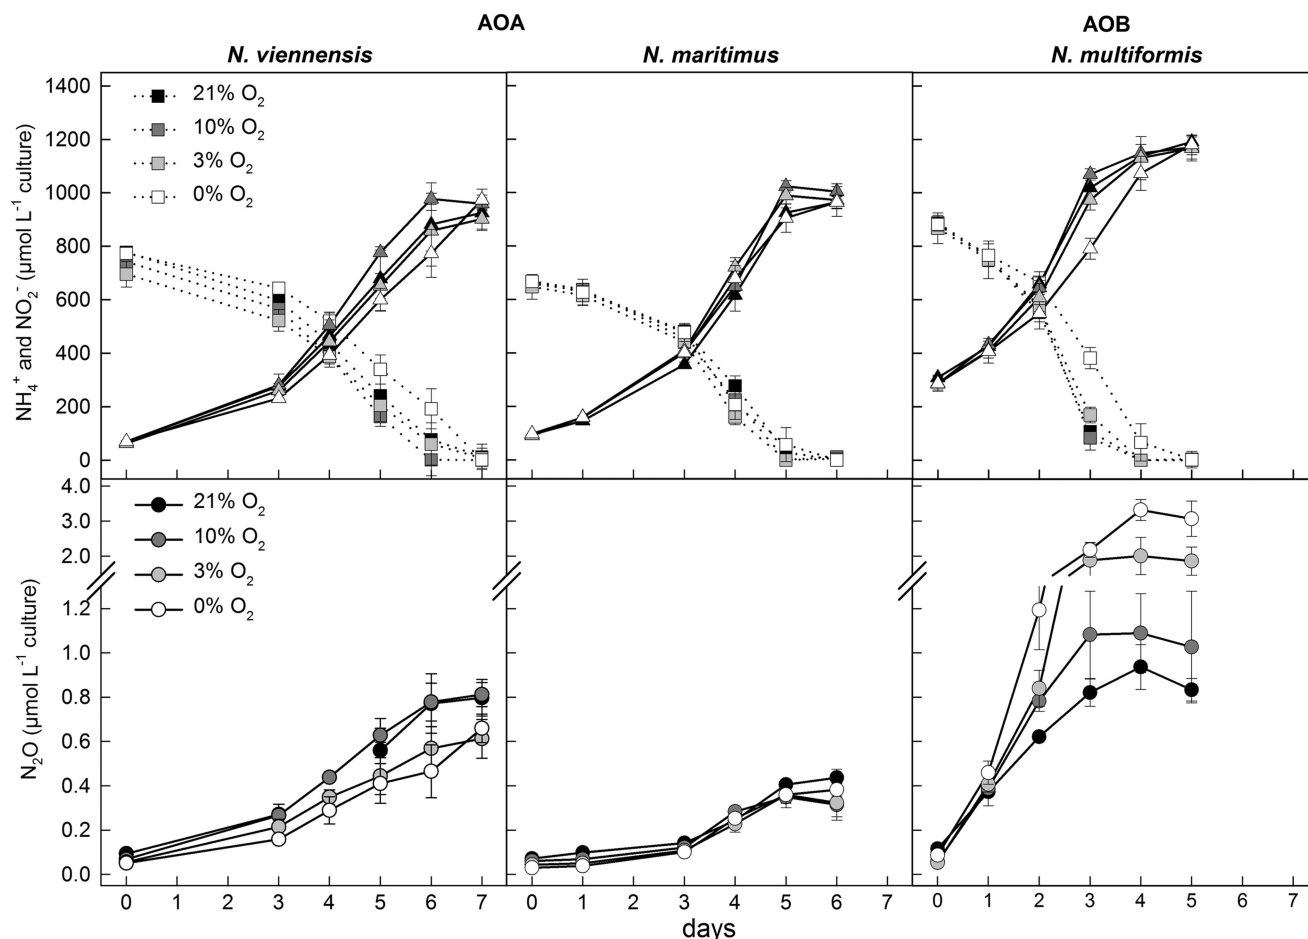 AOA
AOB
N. viennensis
N. maritimus
N. multiformis
NH₄⁺ and NO₂⁻ (µmol L⁻¹ culture)
1400
1200
1000
800
600
400
200
0
21% O₂
10% O₂
3% O₂
0% O₂
N₂O (µmol L⁻¹ culture)
4.0
3.0
2.0
1.2
1.0
0.8
0.6
0.4
0.2
0.0
21% O₂
10% O₂
3% O₂
0% O₂
0 1 2 3 4 5 6 7
0 1 2 3 4 5 6 7
0 1 2 3 4 5 6 7
days